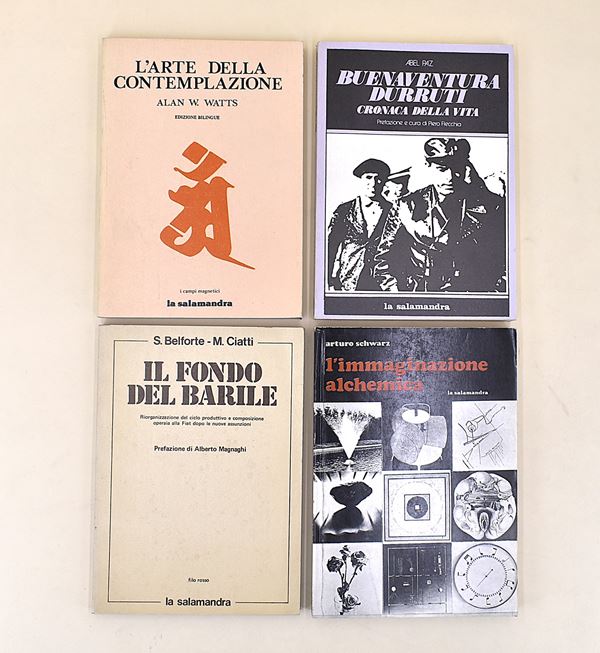 L'ARTE DELLA
CONTEMPLAZIONE
ALAN W. WATTS
EDIZIONE BILINGUE
i campi magnetici
la salamandra
ABEL PAZ
BUENAVENTURA
DURRUTI
CRONACA DELLA VITA
Prefazione e cura di Piero Flecchia
la salamandra
S. Belforte - M. Ciatti
IL FONDO
DEL BARILE
Riorganizzazione del ciclo produttivo e composizione
operaia alla Fiat dopo le nuove assunzioni
Prefazione di Alberto Magnaghi
filo rosso
la salamandra
arturo schwarz
l'immaginazione
alchemica
la salamandra